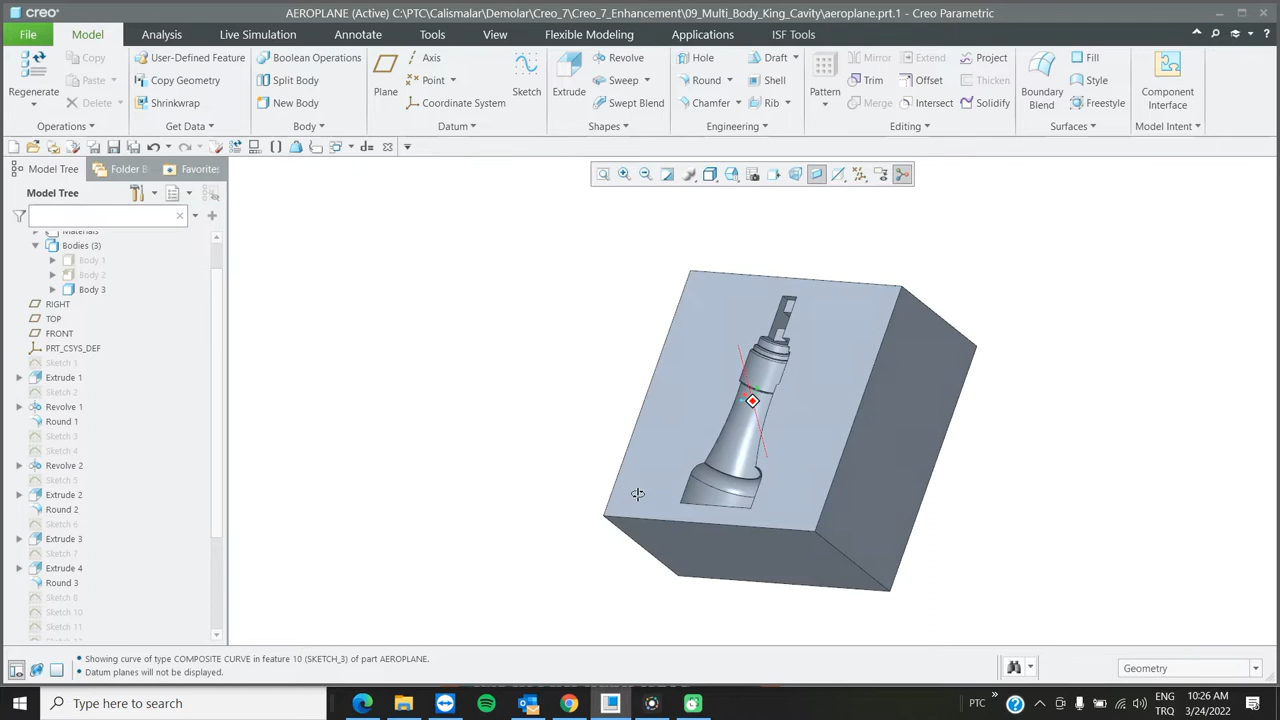 creo
AEROPLANE (Active) C:\PTC\Calismalar\Demolar\Creo_7\Creo_7_Enhancement\09_Multi_Body_King_Cavity\aeroplane.prt.1 - Creo Parametric
File Model Analysis Live Simulation Annotate Tools View Flexible Modeling Applications ISF Tools
Copy User-Defined Feature Boolean Operations Axis Revolve Hole Draft Mirror Extend Project Fill
Regenerate Paste Copy Geometry Split Body Plane Point Sketch Extrude Sweep Round Shell Pattern Trim Offset Thicken Boundary Blend Style Component Interface
Delete Shrinkwrap New Body Coordinate System Swept Blend Chamfer Rib Merge Intersect Solidify Freestyle
Operations Get Data Body Datum Shapes Engineering Editing Surfaces Model Intent
Model Tree Folder B Favorites
Model Tree
Materials
Bodies (3)
Body 1
Body 2
Body 3
RIGHT
TOP
FRONT
PRT_CSYS_DEF
Sketch 1
Extrude 1
Sketch 2
Revolve 1
Round 1
Sketch 3
Sketch 4
Revolve 2
Sketch 5
Extrude 2
Round 2
Sketch 6
Extrude 3
Sketch 7
Extrude 4
Round 3
Sketch 8
Sketch 10
Sketch 11
• Showing curve of type COMPOSITE CURVE in feature 10 (SKETCH_3) of part AEROPLANE.
• Datum planes will not be displayed.
Geometry
Type here to search
PTC
ENG
TRQ
10:26 AM
3/24/2022